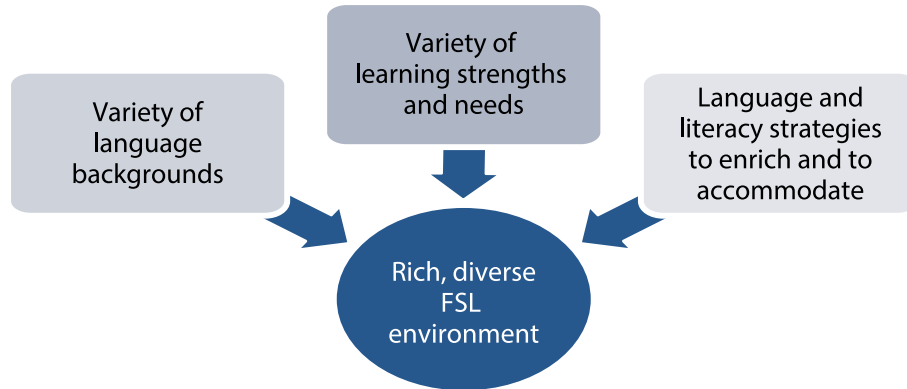 Variety of
language
backgrounds
Variety of
learning strengths
and needs
Language and
literacy strategies
to enrich and to
accommodate
Rich, diverse
FSL
environment